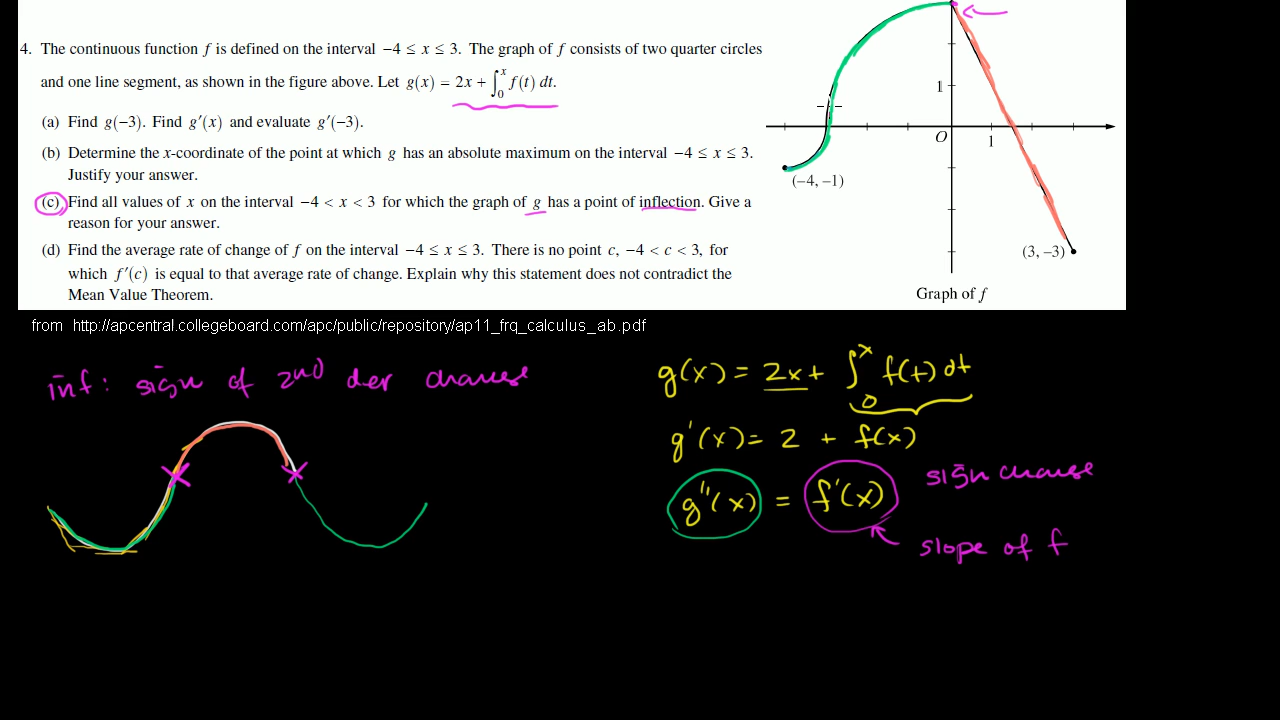 4. The continuous function f is defined on the interval −4 ≤ x ≤ 3. The graph of f consists of two quarter circles
and one line segment, as shown in the figure above. Let g(x) = 2x + ∫₀ˣ f(t) dt.
(a) Find g(−3). Find g′(x) and evaluate g′(−3).
(b) Determine the x-coordinate of the point at which g has an absolute maximum on the interval −4 ≤ x ≤ 3.
Justify your answer.
(c) Find all values of x on the interval −4 < x < 3 for which the graph of g has a point of inflection. Give a
reason for your answer.
(d) Find the average rate of change of f on the interval −4 ≤ x ≤ 3. There is no point c, −4 < c < 3, for
which f′(c) is equal to that average rate of change. Explain why this statement does not contradict the
Mean Value Theorem.
1
O
1
(−4, −1)
(3, −3)
Graph of f
from http://apcentral.collegeboard.com/apc/public/repository/ap11_frq_calculus_ab.pdf
inf: sign of 2nd der change
g(x) = 2x + ∫₀ˣ f(t) dt
g'(x) = 2 + f(x)
g''(x) = f'(x)
sign change
slope of f